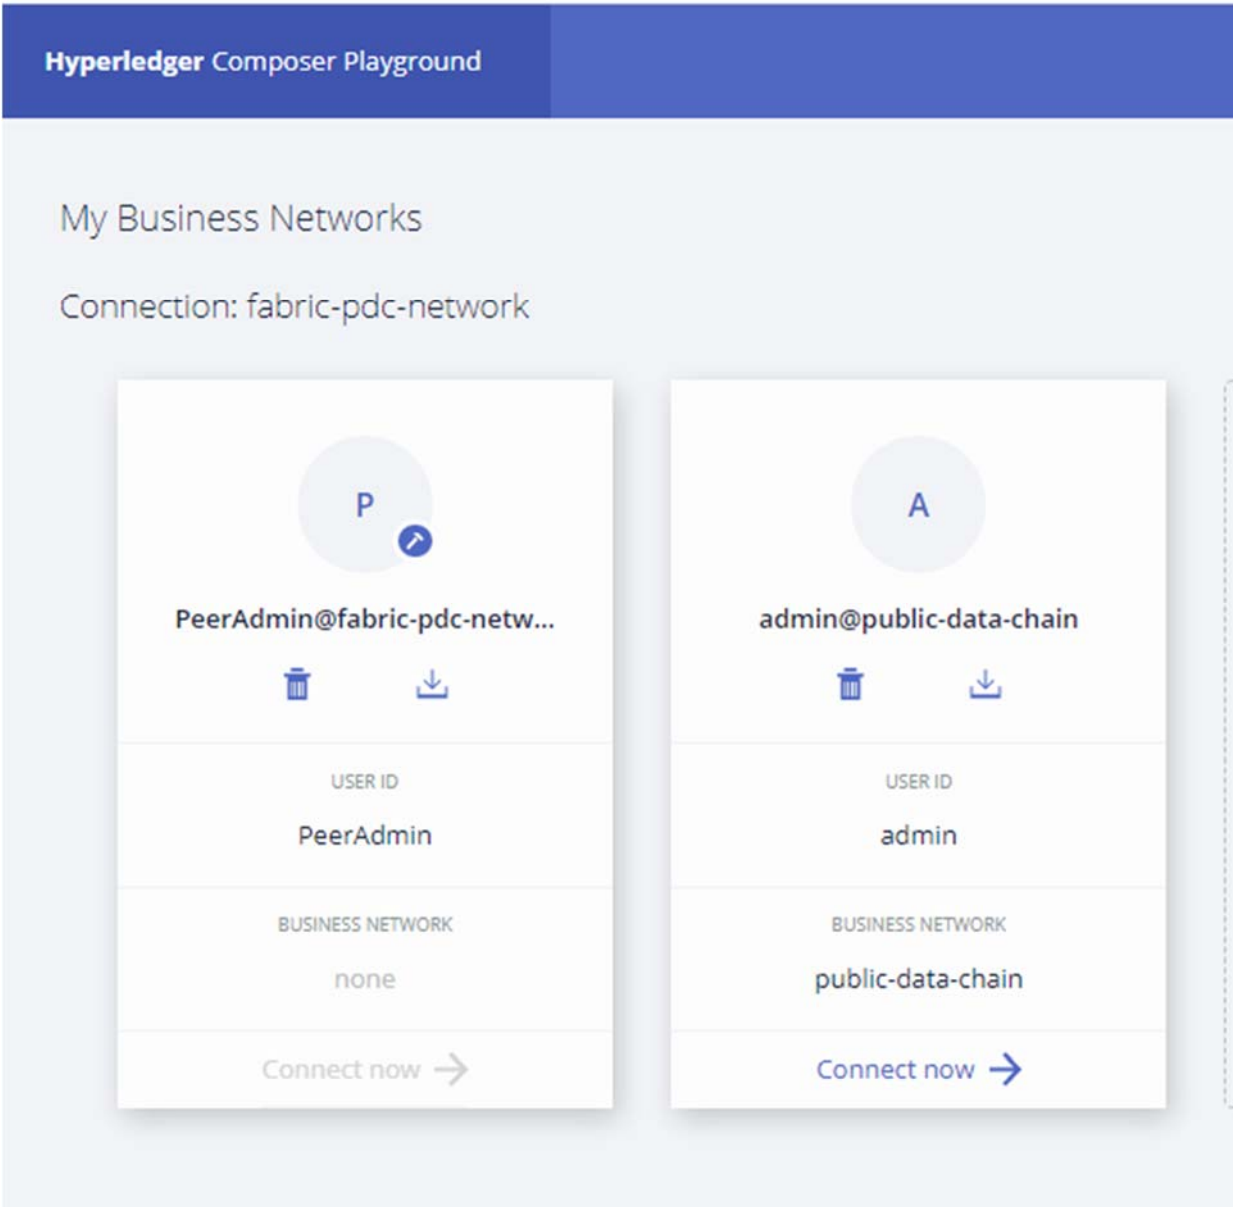 Hyperledger Composer Playground
My Business Networks
Connection: fabric-pdc-network
P
PeerAdmin@fabric-pdc-netw...
USER ID
PeerAdmin
BUSINESS NETWORK
none
Connect now
A
admin@public-data-chain
USER ID
admin
BUSINESS NETWORK
public-data-chain
Connect now